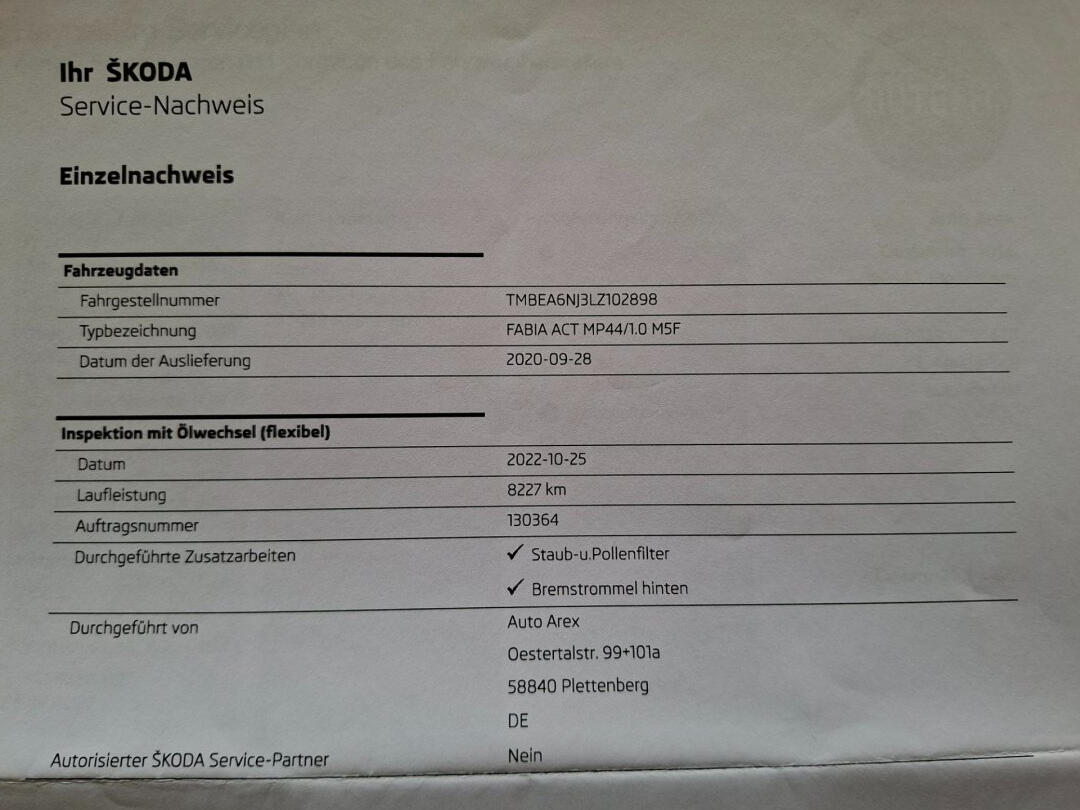 Ihr ŠKODA
Service-Nachweis
Einzelnachweis
Fahrzeugdaten
Fahrgestellnummer TMBEA6NJ3LZ102898
Typbezeichnung FABIA ACT MP44/1.0 M5F
Datum der Auslieferung 2020-09-28
Inspektion mit Ölwechsel (flexibel)
Datum 2022-10-25
Laufleistung 8227 km
Auftragsnummer 130364
Durchgeführte Zusatzarbeiten ✓ Staub-u.Pollenfilter
✓ Bremstrommel hinten
Durchgeführt von Auto Arex
Oestertalstr. 99+101a
58840 Plettenberg
DE
Autorisierter ŠKODA Service-Partner Nein